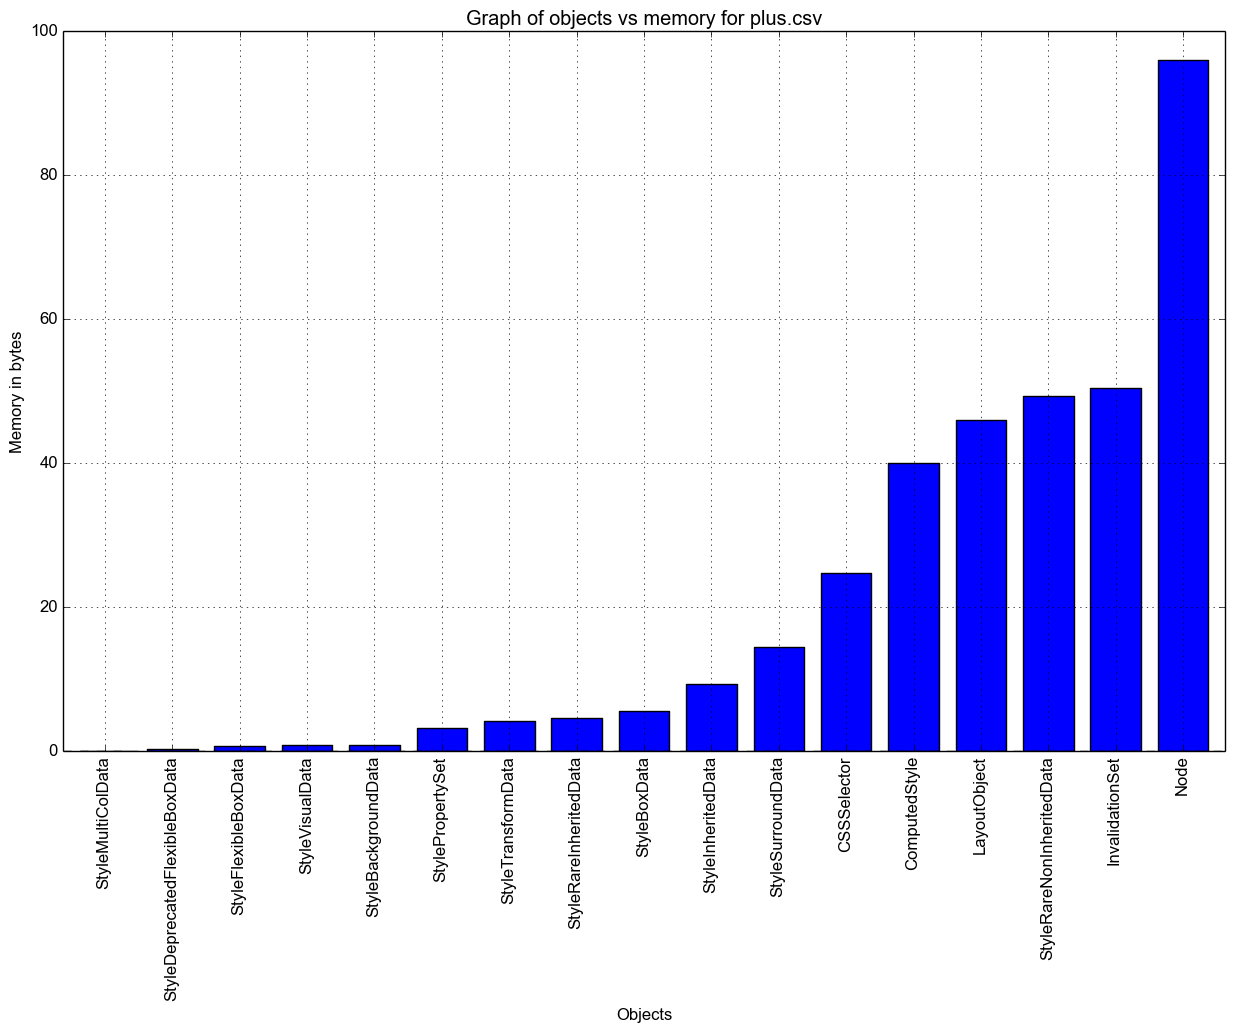 Graph of objects vs memory for plus.csv
100
80
60
40
20
0
Memory in bytes
StyleMultiColData
StyleDeprecatedFlexibleBoxData
StyleFlexibleBoxData
StyleVisualData
StyleBackgroundData
StylePropertySet
StyleTransformData
StyleRareInheritedData
StyleBoxData
StyleInheritedData
StyleSurroundData
CSSSelector
ComputedStyle
LayoutObject
StyleRareNonInheritedData
InvalidationSet
Node
Objects